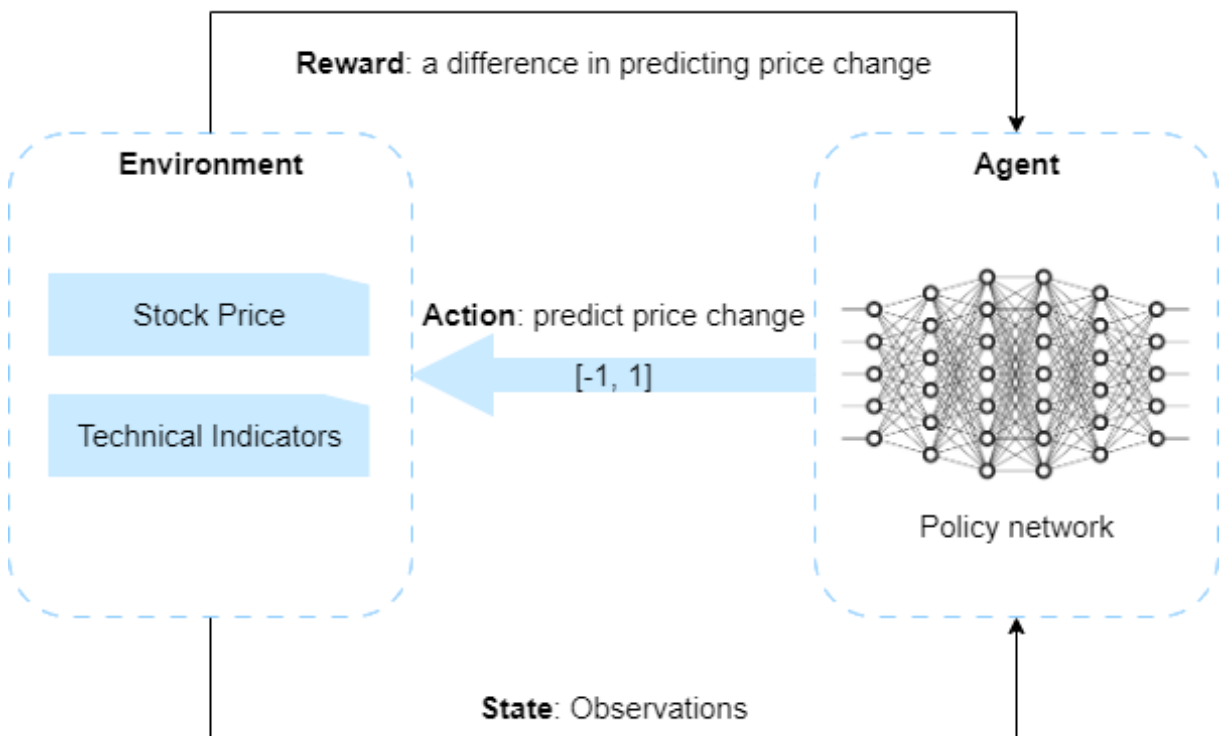 Reward: a difference in predicting price change
Environment
Agent
Stock Price
Action: predict price change
[-1, 1]
Technical Indicators
Policy network
State: Observations